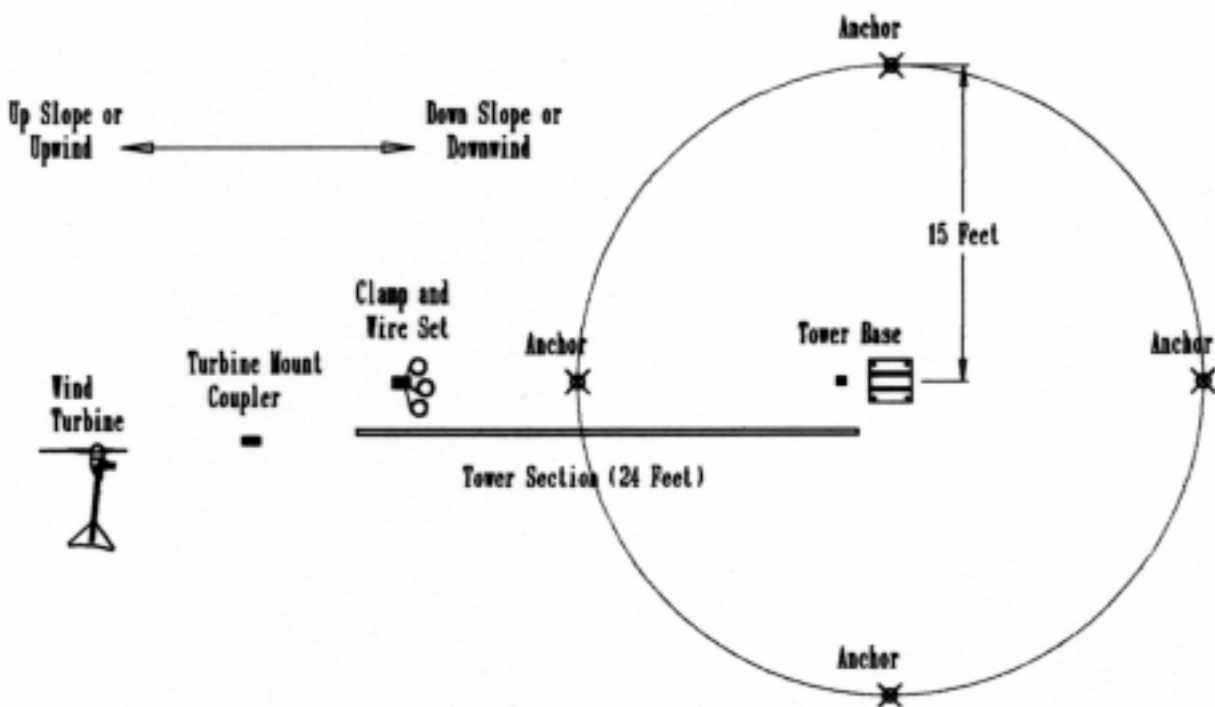 Anchor
Up Slope or
Upwind
Down Slope or
Downwind
15 Feet
Clamp and
Wire Set
Tower Base
Anchor
Anchor
Turbine Mount
Coupler
Wind
Turbine
Tower Section (24 Feet)
Anchor